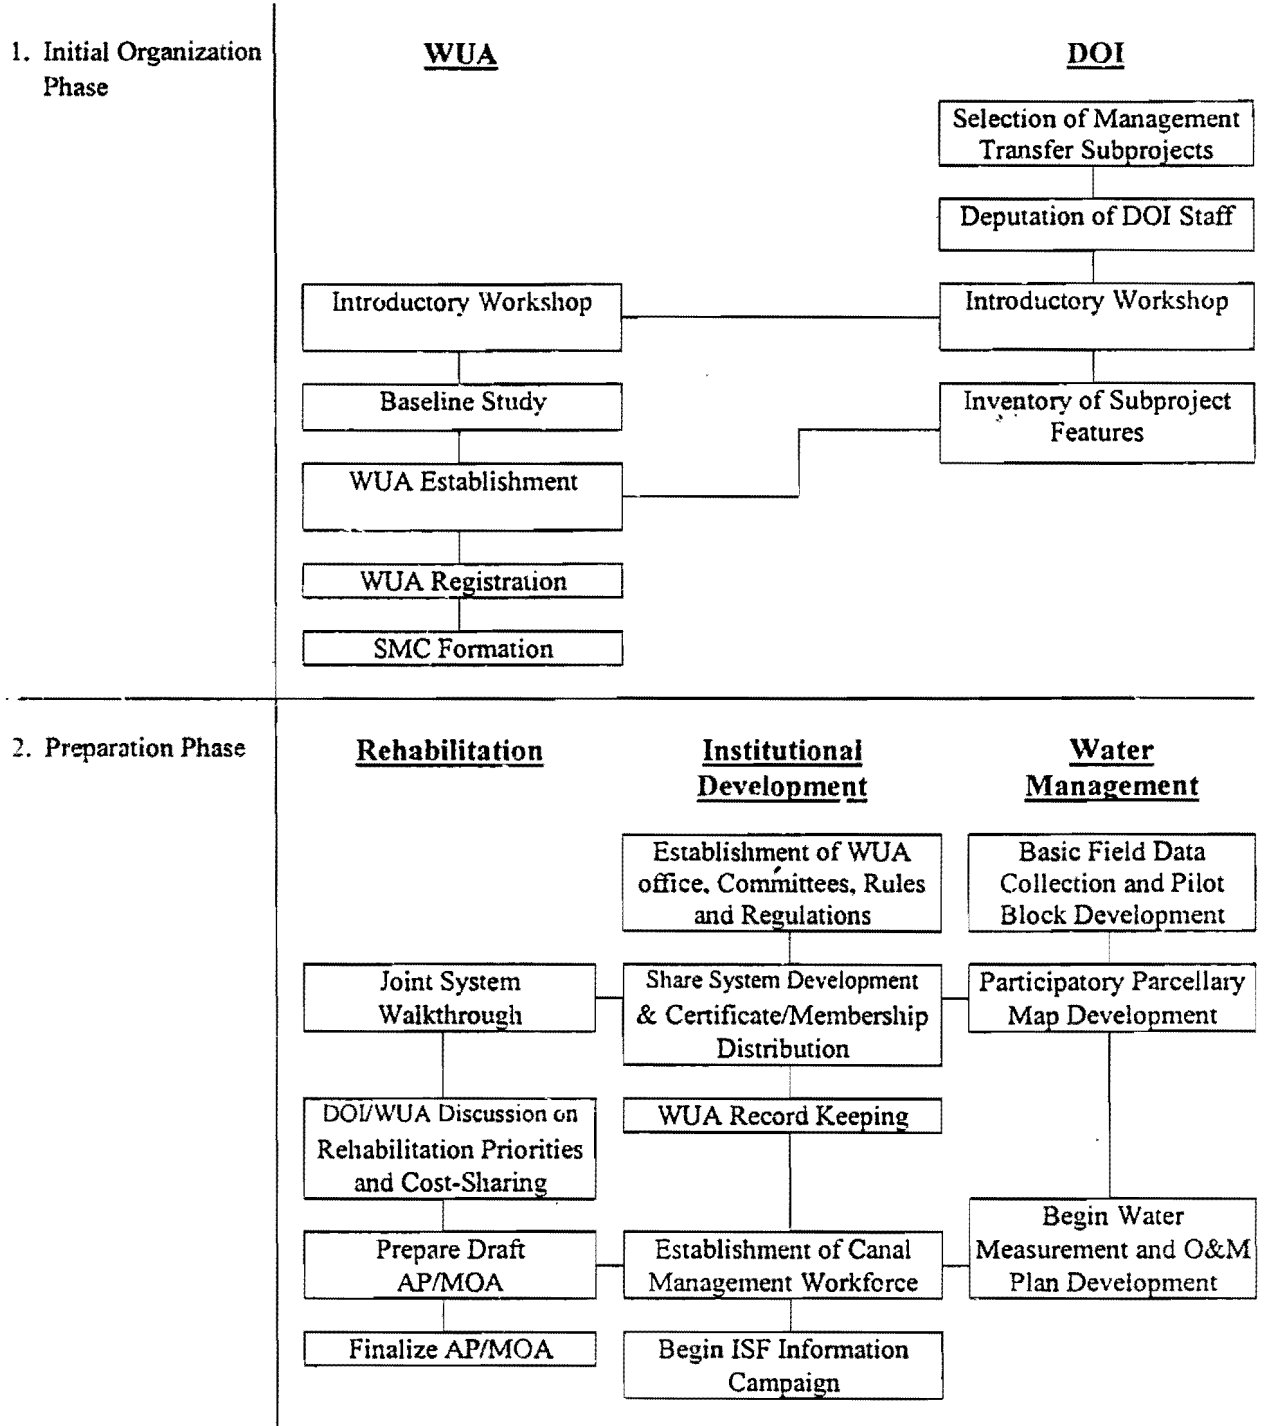 1. Initial Organization
Phase
WUA
DOI
Selection of Management
Transfer Subprojects
Deputation of DOI Staff
Introductory Workshop
Introductory Workshop
Baseline Study
Inventory of Subproject
Features
WUA Establishment
WUA Registration
SMC Formation
2. Preparation Phase
Rehabilitation
Institutional
Development
Water
Management
Establishment of WUA
office, Committees, Rules
and Regulations
Basic Field Data
Collection and Pilot
Block Development
Joint System
Walkthrough
Share System Development
& Certificate/Membership
Distribution
Participatory Parcellary
Map Development
DOI/WUA Discussion on
Rehabilitation Priorities
and Cost-Sharing
WUA Record Keeping
Prepare Draft
AP/MOA
Establishment of Canal
Management Workforce
Begin Water
Measurement and O&M
Plan Development
Finalize AP/MOA
Begin ISF Information
Campaign